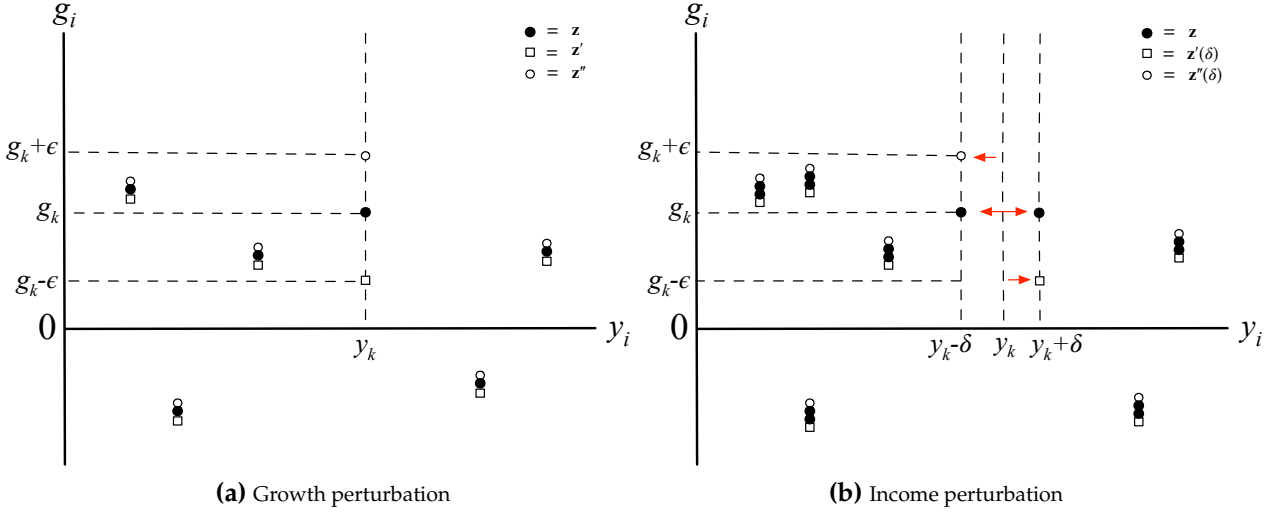 g_i
● = z
□ = z′
○ = z″
g_k+ϵ
g_k
g_k-ϵ
0
y_i
y_k
(a) Growth perturbation
g_i
● = z
□ = z′(δ)
○ = z″(δ)
g_k+ϵ
g_k
g_k-ϵ
0
y_i
y_k-δ y_k y_k+δ
(b) Income perturbation